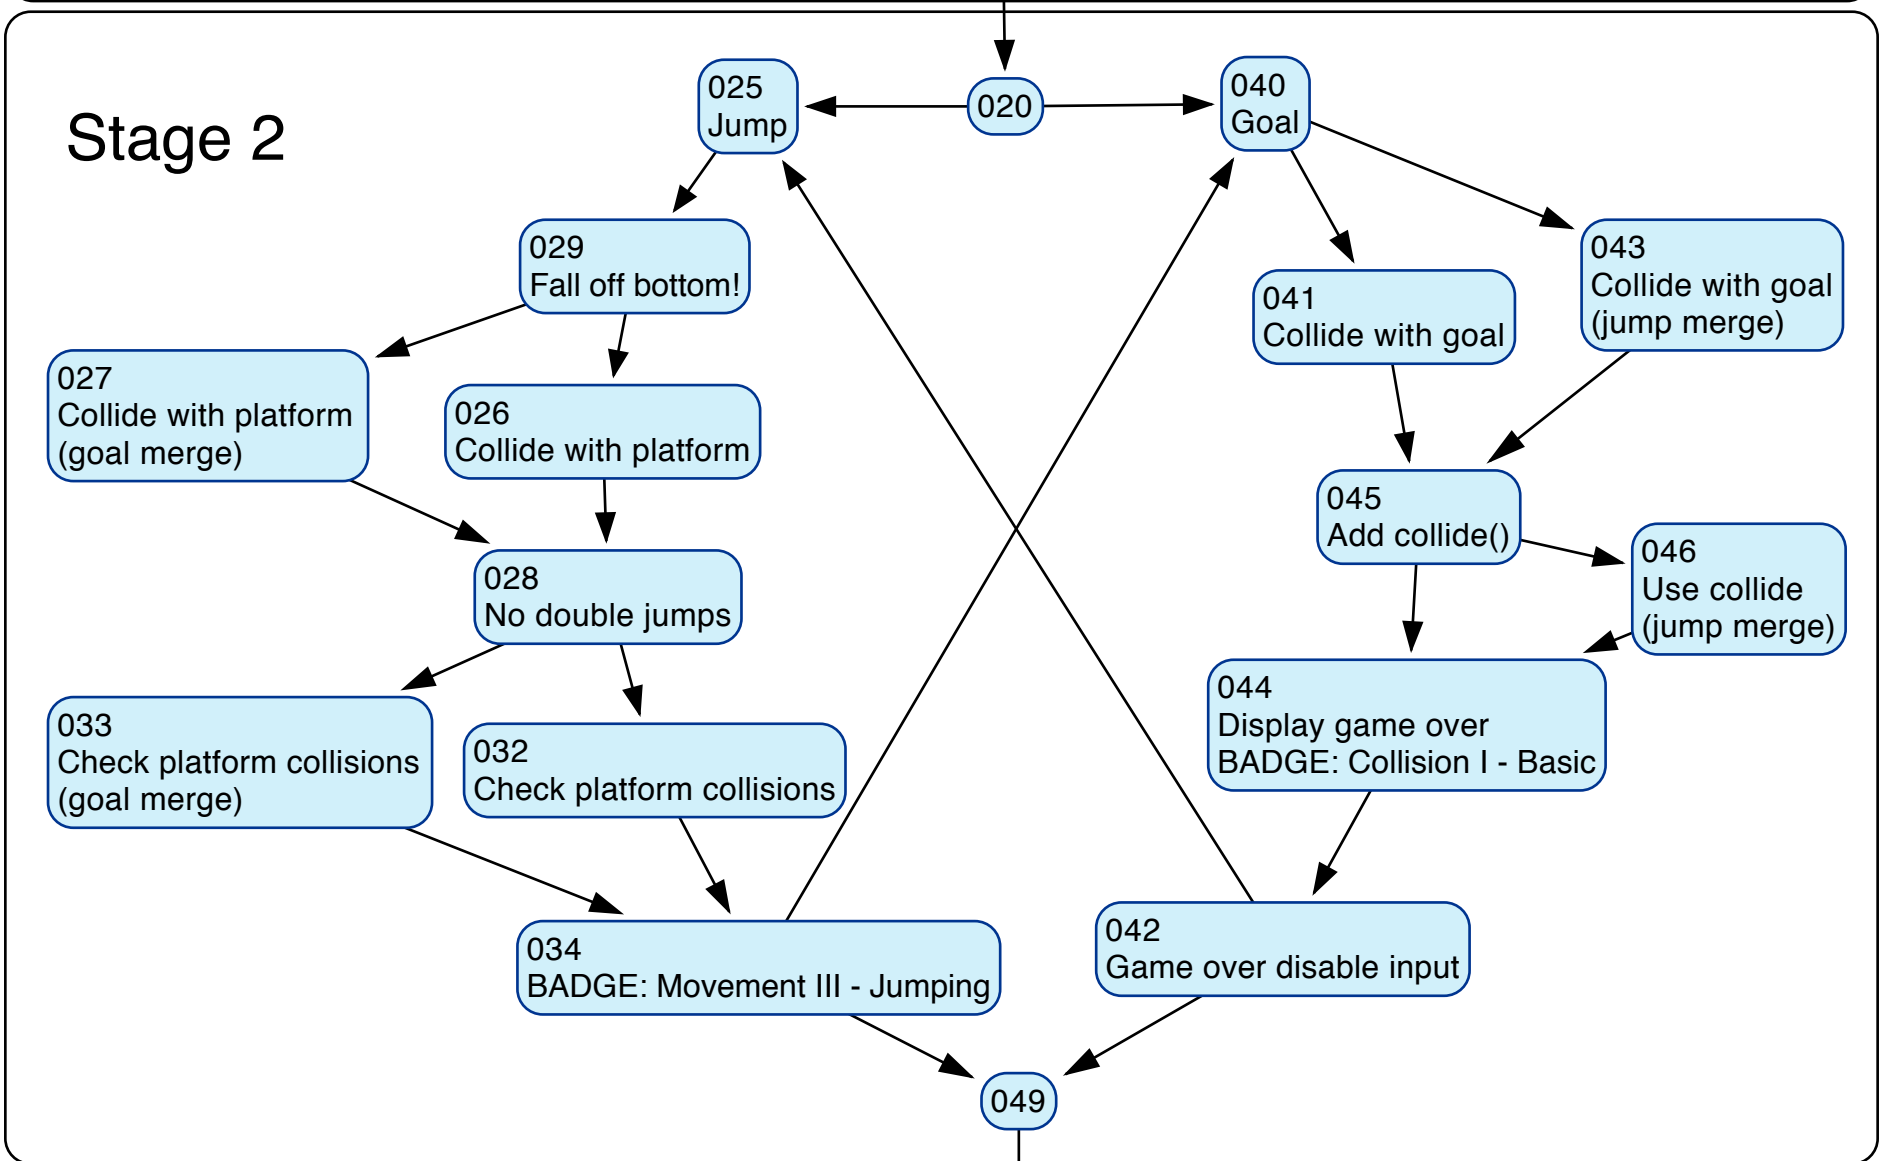 Stage 2
025
Jump
020
040
Goal
029
Fall off bottom!
043
Collide with goal
(jump merge)
041
Collide with goal
027
Collide with platform
(goal merge)
026
Collide with platform
045
Add collide()
046
Use collide
(jump merge)
028
No double jumps
044
Display game over
BADGE: Collision I - Basic
033
Check platform collisions
(goal merge)
032
Check platform collisions
034
BADGE: Movement III - Jumping
042
Game over disable input
049